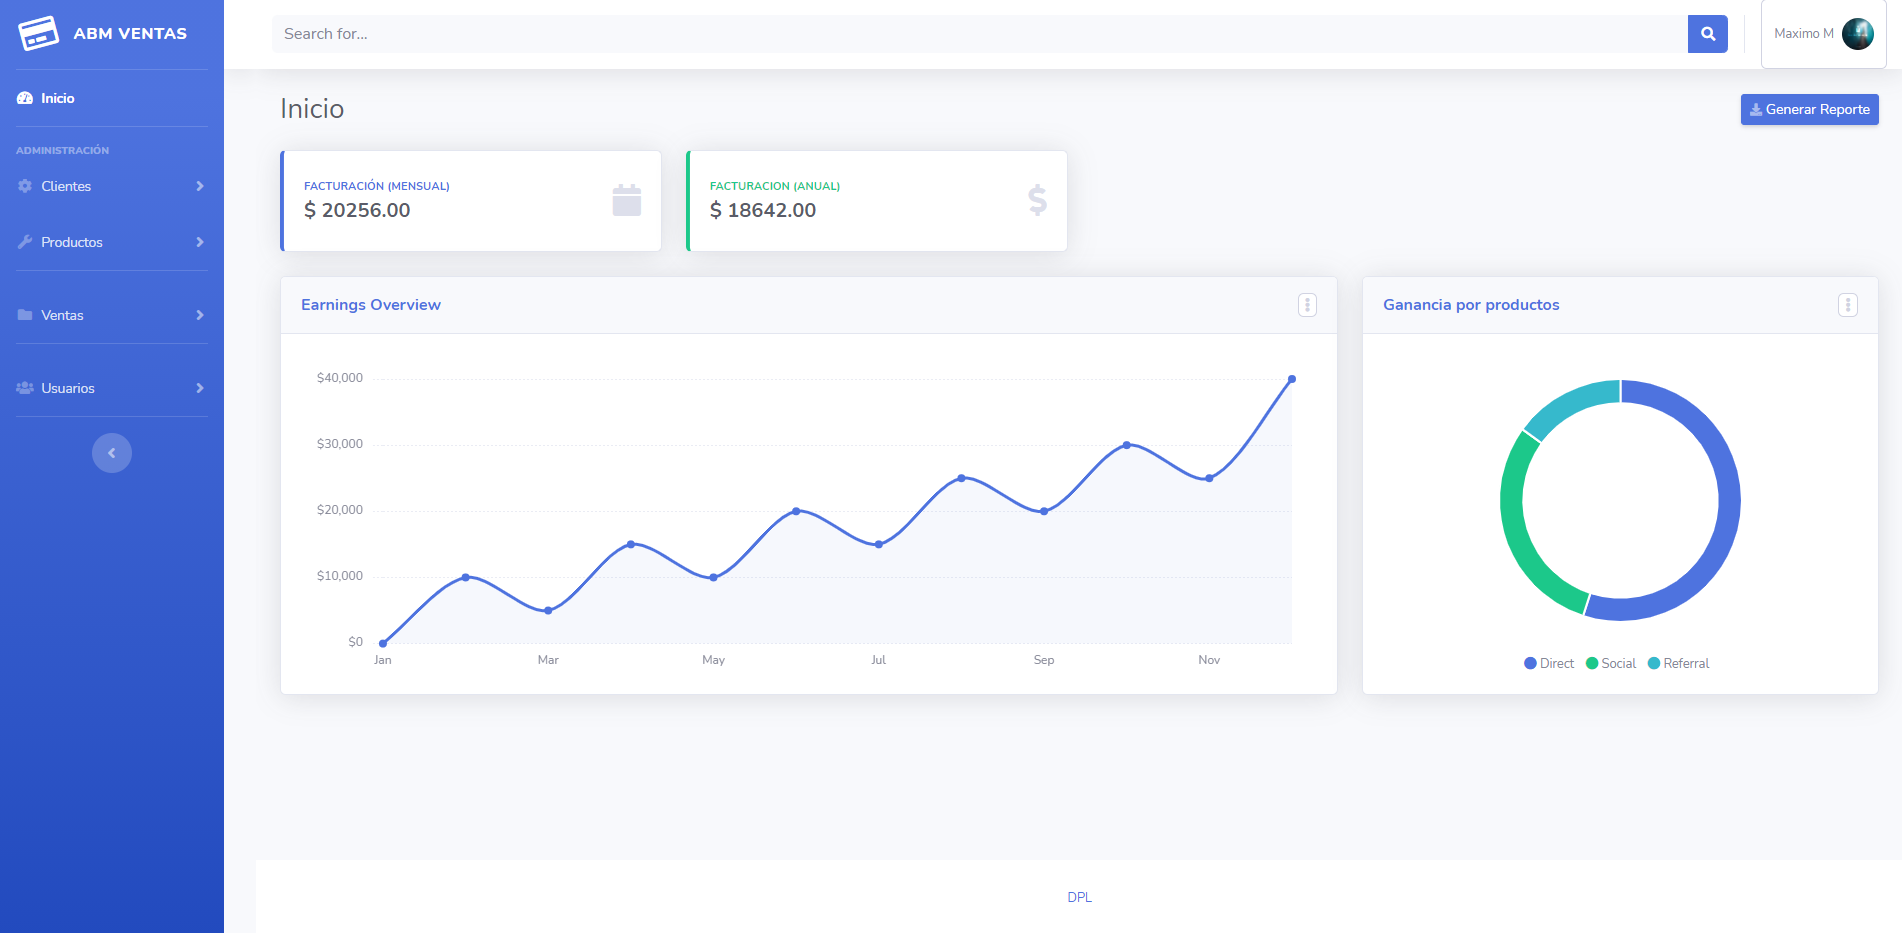 ABM VENTAS
Search for...
Maximo M
Inicio
ADMINISTRACIÓN
Clientes
Productos
Ventas
Usuarios
Inicio
Generar Reporte
FACTURACIÓN (MENSUAL)
$ 20256.00
FACTURACION (ANUAL)
$ 18642.00
Earnings Overview
$40,000
$30,000
$20,000
$10,000
$0
Jan Mar May Jul Sep Nov
Ganancia por productos
Direct Social Referral
DPL